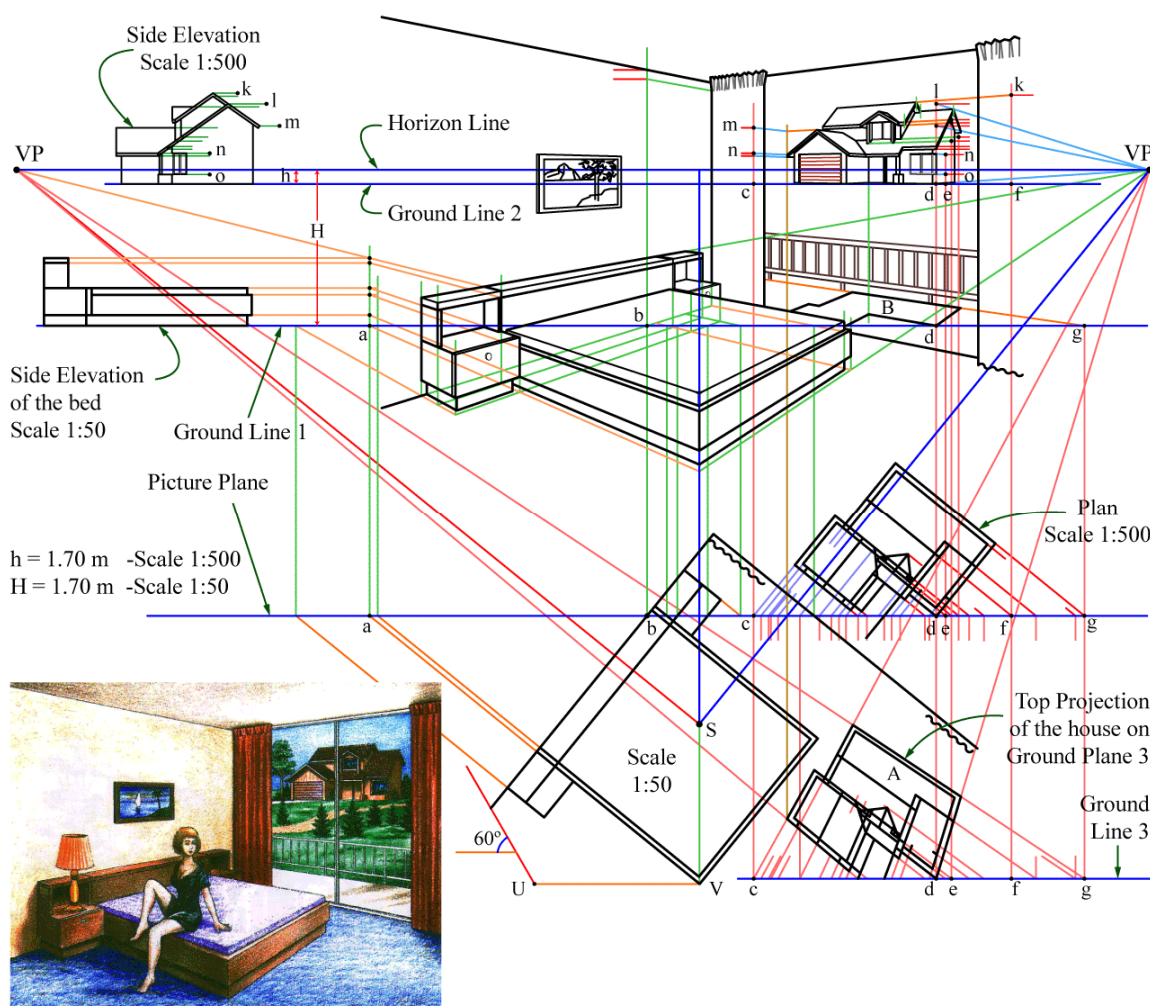 Side Elevation
Scale 1:500
k
l
m
n
o
VP
h
H
Horizon Line
Ground Line 2
m
n
c
l
k
n
o
d
e
f
VP
Side Elevation
of the bed
Scale 1:50
Ground Line 1
a
b
B
d
g
Picture Plane
h = 1.70 m -Scale 1:500
H = 1.70 m -Scale 1:50
Plan
Scale 1:500
a
b
c
d
e
f
g
S
Scale
1:50
60º
U
V
A
Top Projection
of the house on
Ground Plane 3
Ground
Line 3
c
d
e
f
g